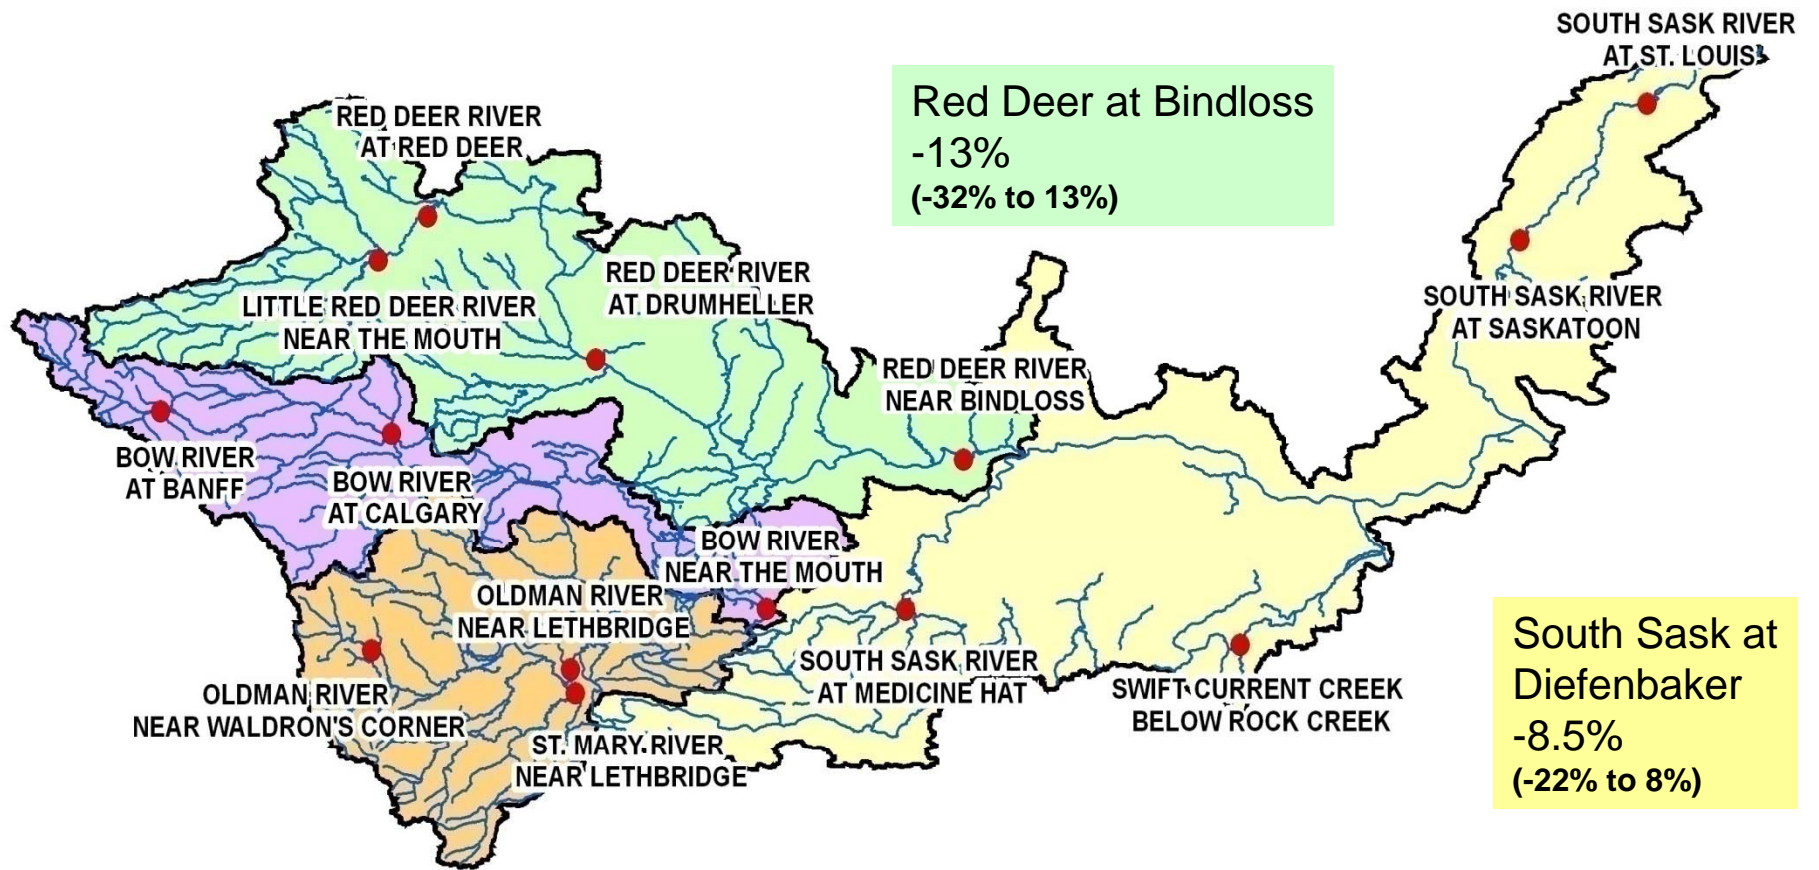 SOUTH SASK RIVER
AT ST. LOUIS
Red Deer at Bindloss
-13%
(-32% to 13%)
RED DEER RIVER
AT RED DEER
RED DEER RIVER
AT DRUMHELLER
LITTLE RED DEER RIVER
NEAR THE MOUTH
SOUTH SASK RIVER
AT SASKATOON
RED DEER RIVER
NEAR BINDLOSS
BOW RIVER
AT BANFF
BOW RIVER
AT CALGARY
BOW RIVER
NEAR THE MOUTH
OLDMAN RIVER
NEAR LETHBRIDGE
South Sask at
Diefenbaker
-8.5%
(-22% to 8%)
SOUTH SASK RIVER
AT MEDICINE HAT
SWIFT CURRENT CREEK
BELOW ROCK CREEK
OLDMAN RIVER
NEAR WALDRON'S CORNER
ST. MARY RIVER
NEAR LETHBRIDGE